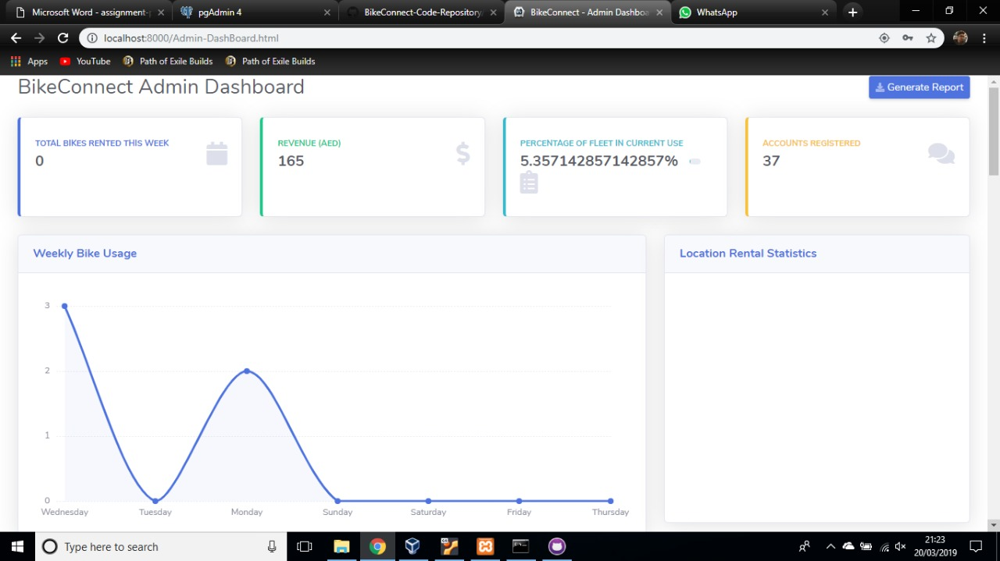 Microsoft Word - assignment-
pgAdmin 4
BikeConnect-Code-Repository
BikeConnect - Admin Dashboa
WhatsApp
localhost:8000/Admin-DashBoard.html
Apps
YouTube
Path of Exile Builds
Path of Exile Builds
BikeConnect Admin Dashboard
Generate Report
TOTAL BIKES RENTED THIS WEEK
0
REVENUE (AED)
165
PERCENTAGE OF FLEET IN CURRENT USE
5.357142857142857%
ACCOUNTS REGISTERED
37
Weekly Bike Usage
Location Rental Statistics
3
2
1
0
Wednesday
Tuesday
Monday
Sunday
Saturday
Friday
Thursday
Type here to search
21:23
20/03/2019